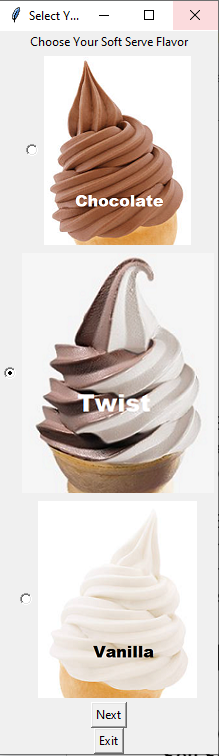 Select Y...
Choose Your Soft Serve Flavor
Chocolate
Twist
Vanilla
Next
Exit